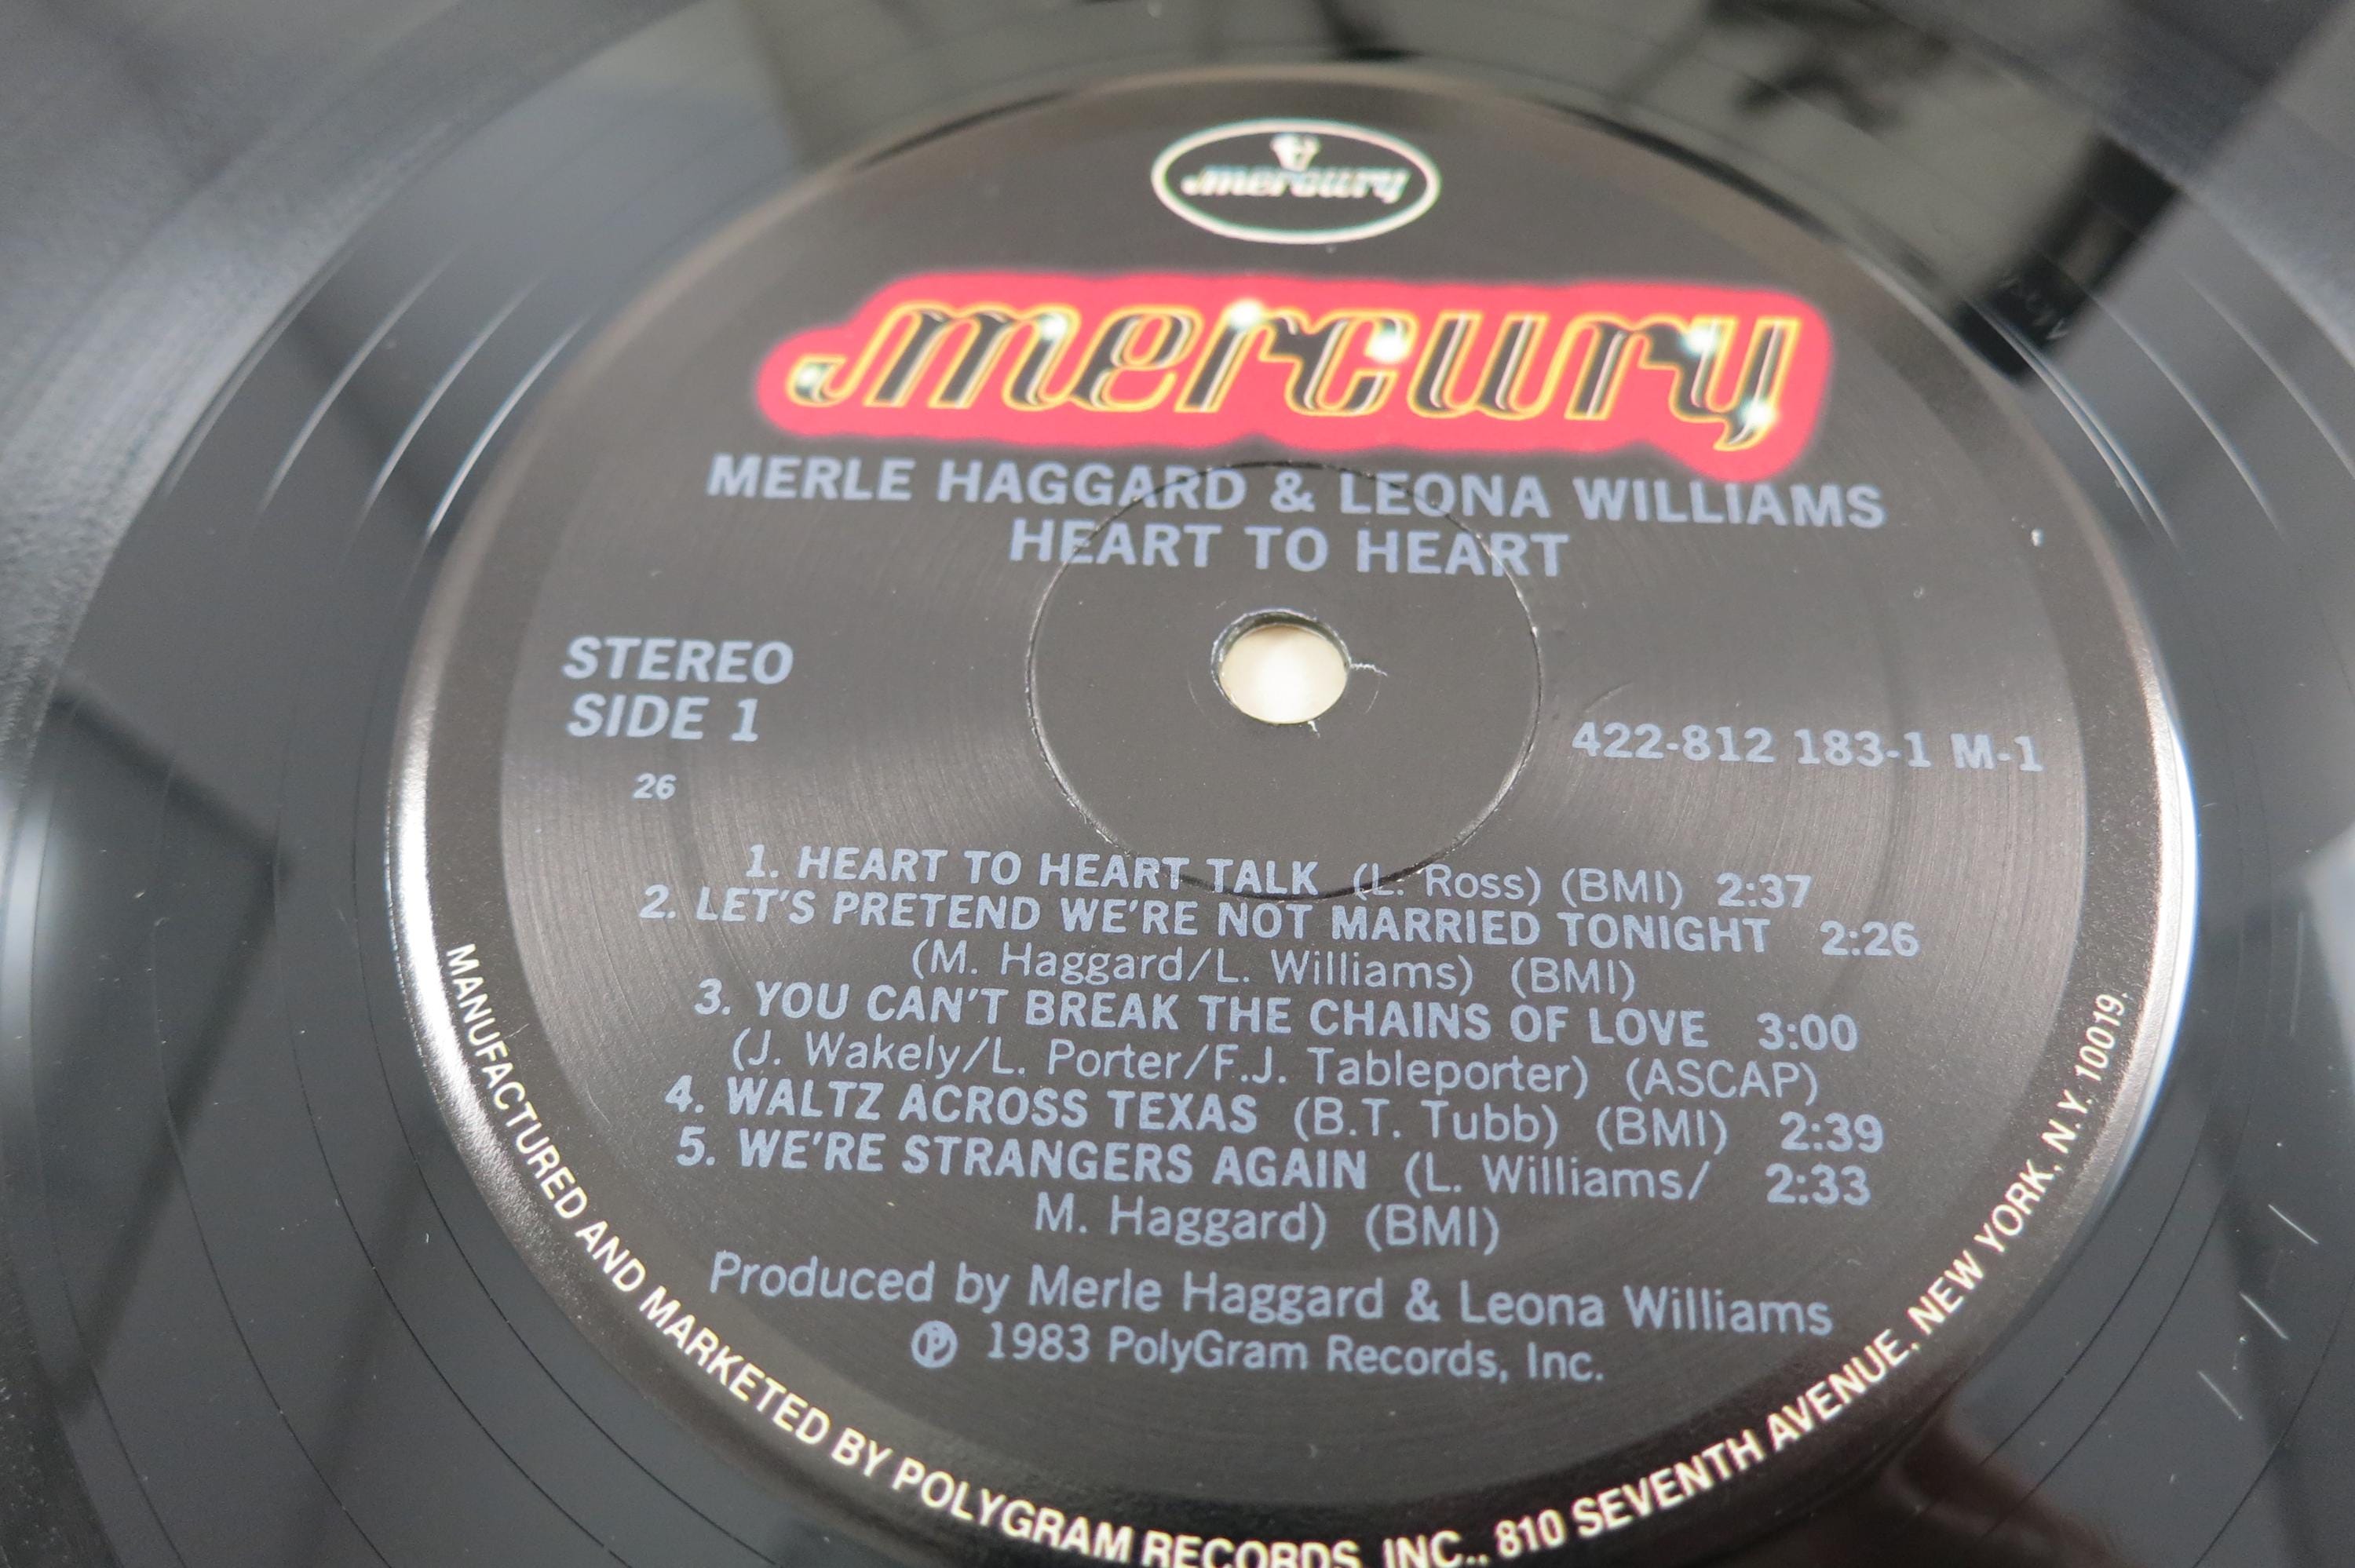 mercury
mercury
MERLE HAGGARD & LEONA WILLIAMS
HEART TO HEART
STEREO
SIDE 1
26
422-812 183-1 M-1
1. HEART TO HEART TALK (L. Ross) (BMI) 2:37
2. LET'S PRETEND WE'RE NOT MARRIED TONIGHT 2:26
(M. Haggard/L. Williams) (BMI)
3. YOU CAN'T BREAK THE CHAINS OF LOVE 3:00
(J. Wakely/L. Porter/F.J. Tableporter) (ASCAP)
4. WALTZ ACROSS TEXAS (B.T. Tubb) (BMI) 2:39
5. WE'RE STRANGERS AGAIN (L. Williams/ 2:33
M. Haggard) (BMI)
Produced by Merle Haggard & Leona Williams
℗ 1983 PolyGram Records, Inc.
MANUFACTURED AND MARKETED BY POLYGRAM RECORDS, INC., 810 SEVENTH AVENUE, NEW YORK, N.Y. 10019.